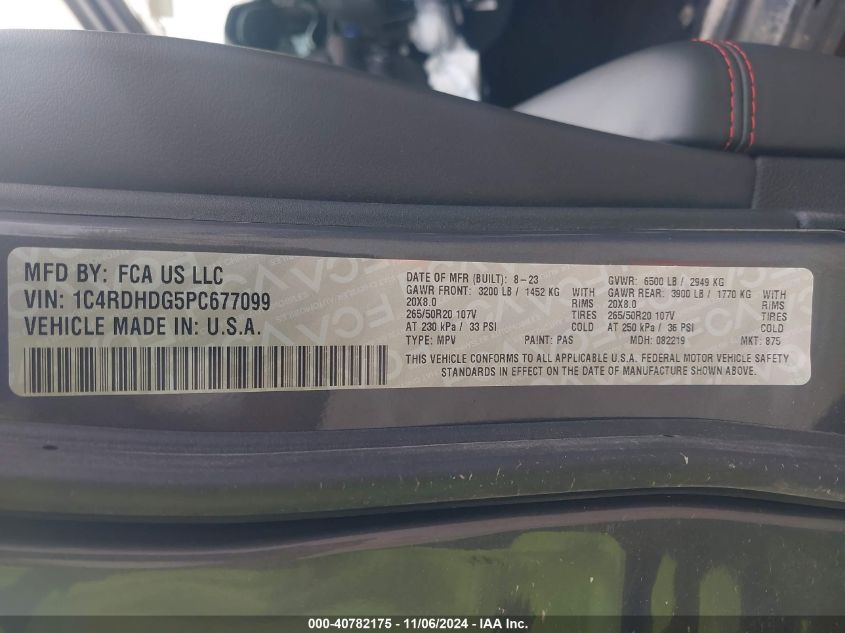 MFD BY: FCA US LLC
VIN: 1C4RDHDG5PC677099
VEHICLE MADE IN: U.S.A.
DATE OF MFR (BUILT): 8-23 GVWR: 6500 LB / 2949 KG
GAWR FRONT: 3200 LB / 1452 KG WITH GAWR REAR: 3900 LB / 1770 KG WITH
20X8.0 RIMS 20X8.0 RIMS
265/50R20 107V TIRES 265/50R20 107V TIRES
AT 230 kPa / 33 PSI COLD AT 250 kPa / 36 PSI COLD
TYPE: MPV PAINT: PAS MDH: 082219 MKT: 875
THIS VEHICLE CONFORMS TO ALL APPLICABLE U.S.A. FEDERAL MOTOR VEHICLE SAFETY
STANDARDS IN EFFECT ON THE DATE OF MANUFACTURE SHOWN ABOVE.
000-40782175 - 11/06/2024 - IAAI Inc.